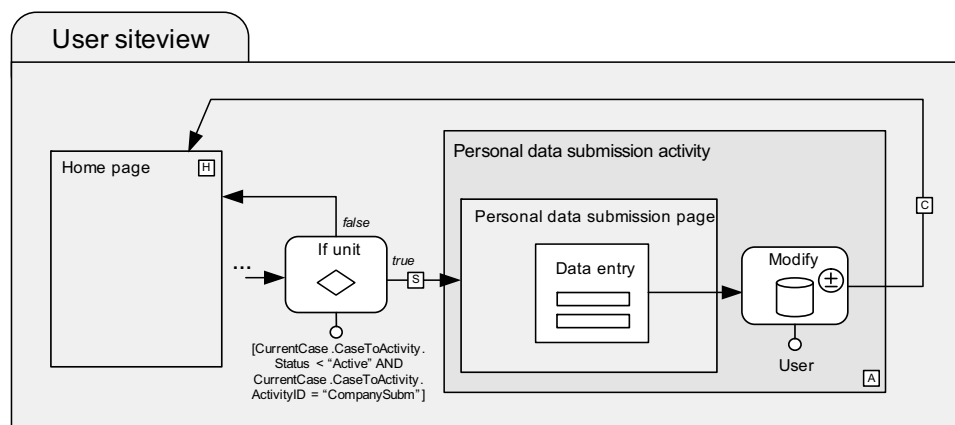 User siteview
Home page
H
...
false
If unit
true
S
[CurrentCase.CaseToActivity.
Status < “Active” AND
CurrentCase.CaseToActivity.
ActivityID = “CompanySubm”]
Personal data submission activity
Personal data submission page
Data entry
Modify
±
User
A
C